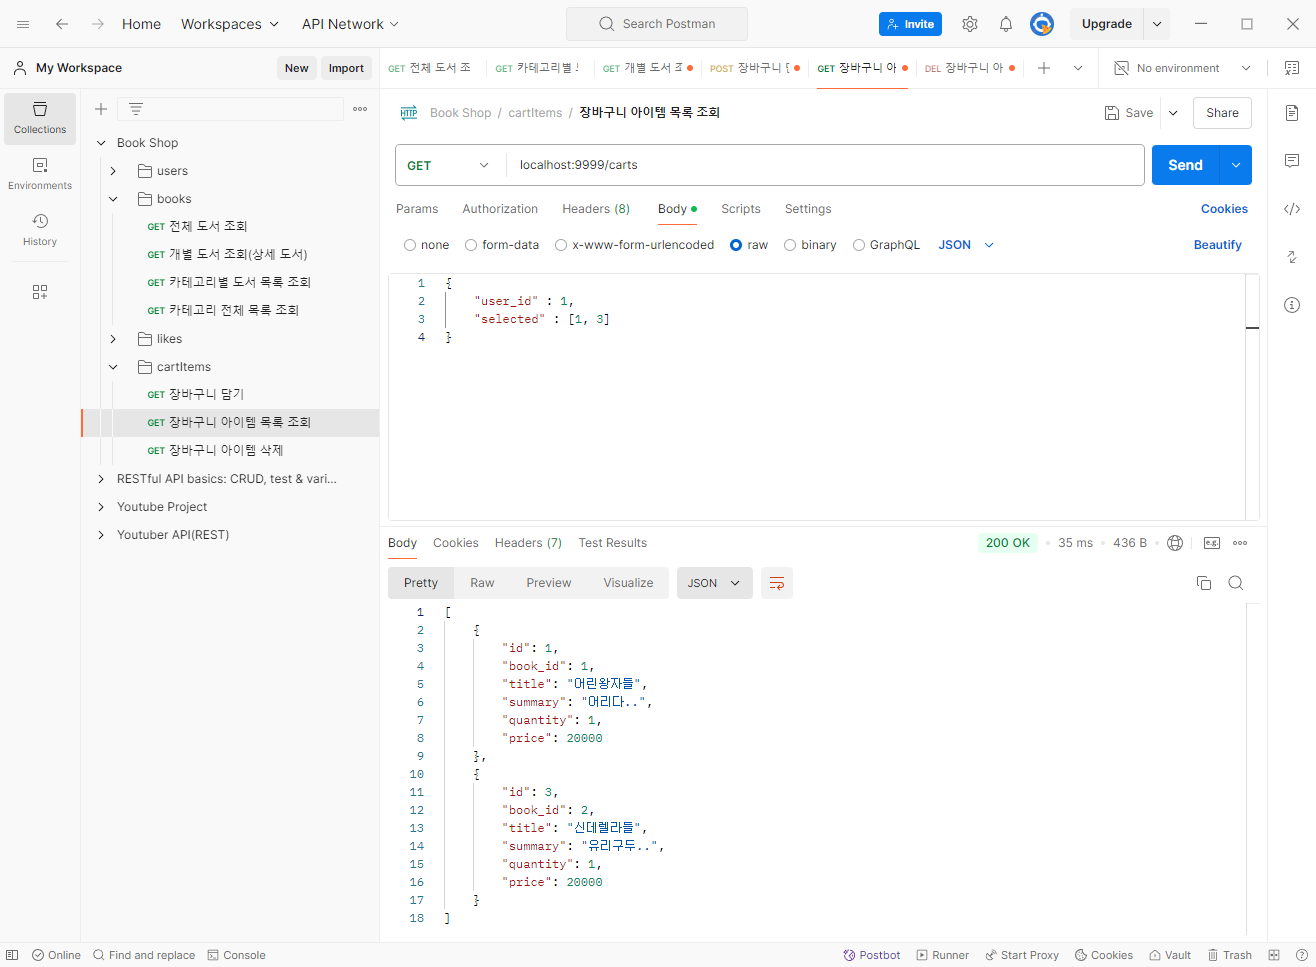 Home Workspaces API Network Search Postman Invite Upgrade
My Workspace New Import
GET 전체 도서 조 GET 카테고리별 GET 개별 도서 조 POST 장바구니 GET 장바구니 아 DEL 장바구니 아 No environment
Collections
Environments
History
Book Shop
users
books
GET 전체 도서 조회
GET 개별 도서 조회(상세 도서)
GET 카테고리별 도서 목록 조회
GET 카테고리 전체 목록 조회
likes
cartItems
GET 장바구니 담기
GET 장바구니 아이템 목록 조회
GET 장바구니 아이템 삭제
RESTful API basics: CRUD, test & vari...
Youtube Project
Youtuber API(REST)
HTTP Book Shop / cartItems / 장바구니 아이템 목록 조회 Save Share
GET localhost:9999/carts Send
Params Authorization Headers (8) Body Scripts Settings Cookies
none form-data x-www-form-urlencoded raw binary GraphQL JSON Beautify
1 {
2 "user_id" : 1,
3 "selected" : [1, 3]
4 }
Body Cookies Headers (7) Test Results 200 OK 35 ms 436 B e.g.
Pretty Raw Preview Visualize JSON
1 [
2 {
3 "id": 1,
4 "book_id": 1,
5 "title": "어린왕자들",
6 "summary": "어리다..",
7 "quantity": 1,
8 "price": 20000
9 },
10 {
11 "id": 3,
12 "book_id": 2,
13 "title": "신데렐라들",
14 "summary": "유리구두..",
15 "quantity": 1,
16 "price": 20000
17 }
18 ]
Online Find and replace Console Postbot Runner Start Proxy Cookies Vault Trash